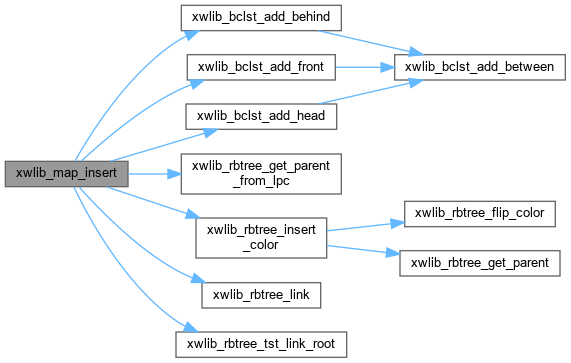 xwlib_map_insert
xwlib_bclst_add_behind
xwlib_bclst_add_front
xwlib_bclst_add_head
xwlib_bclst_add_between
xwlib_rbtree_get_parent
_from_lpc
xwlib_rbtree_insert
_color
xwlib_rbtree_flip_color
xwlib_rbtree_get_parent
xwlib_rbtree_link
xwlib_rbtree_tst_link_root